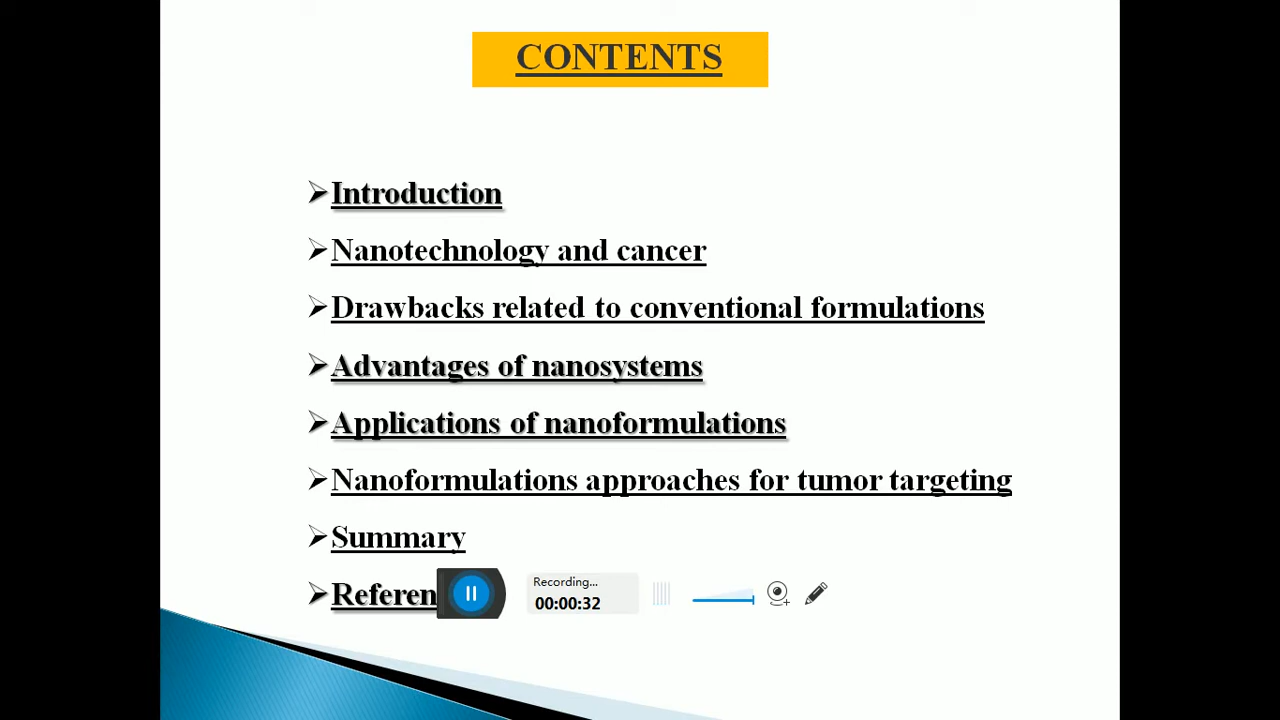 CONTENTS
Introduction
Nanotechnology and cancer
Drawbacks related to conventional formulations
Advantages of nanosystems
Applications of nanoformulations
Nanoformulations approaches for tumor targeting
Summary
Referen
Recording...
00:00:32